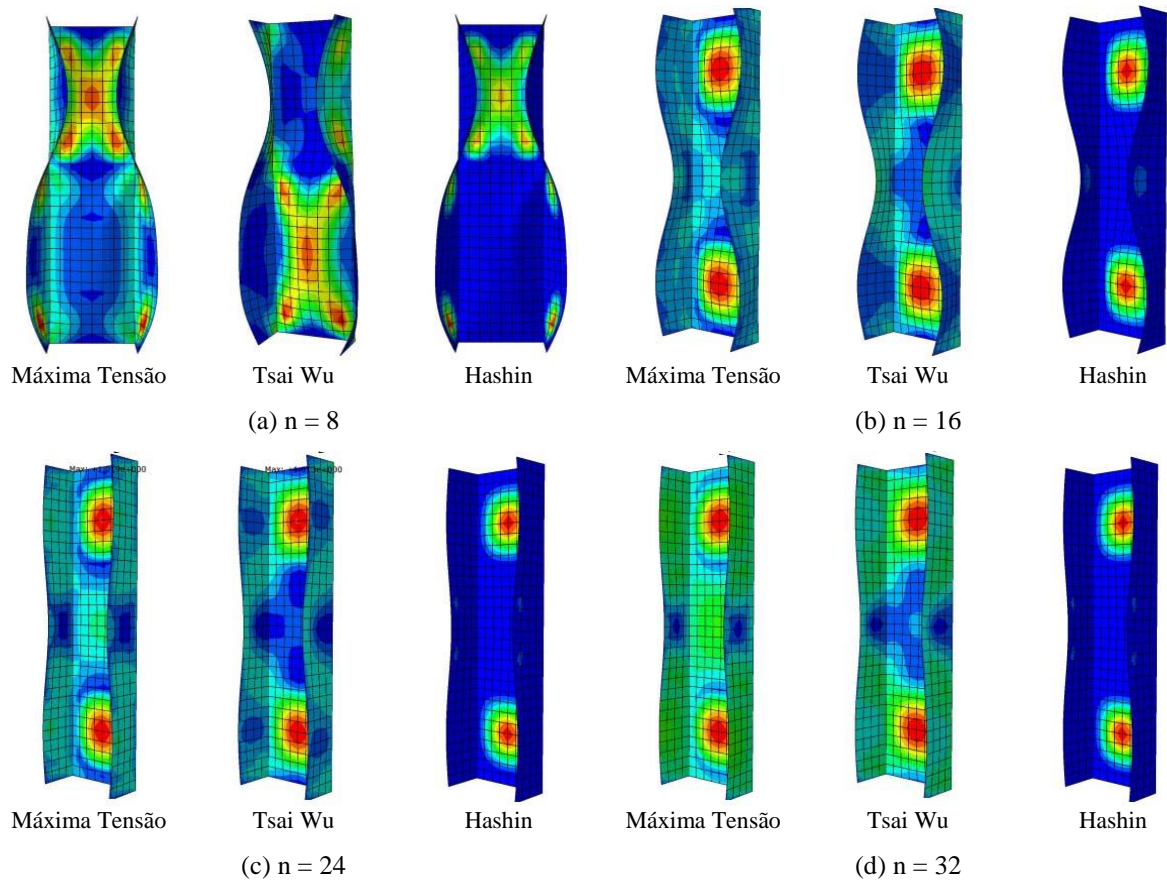 Máxima Tensão Tsai Wu Hashin Máxima Tensão Tsai Wu Hashin
(a) n = 8 (b) n = 16
Máxima Tensão Tsai Wu Hashin Máxima Tensão Tsai Wu Hashin
(c) n = 24 (d) n = 32